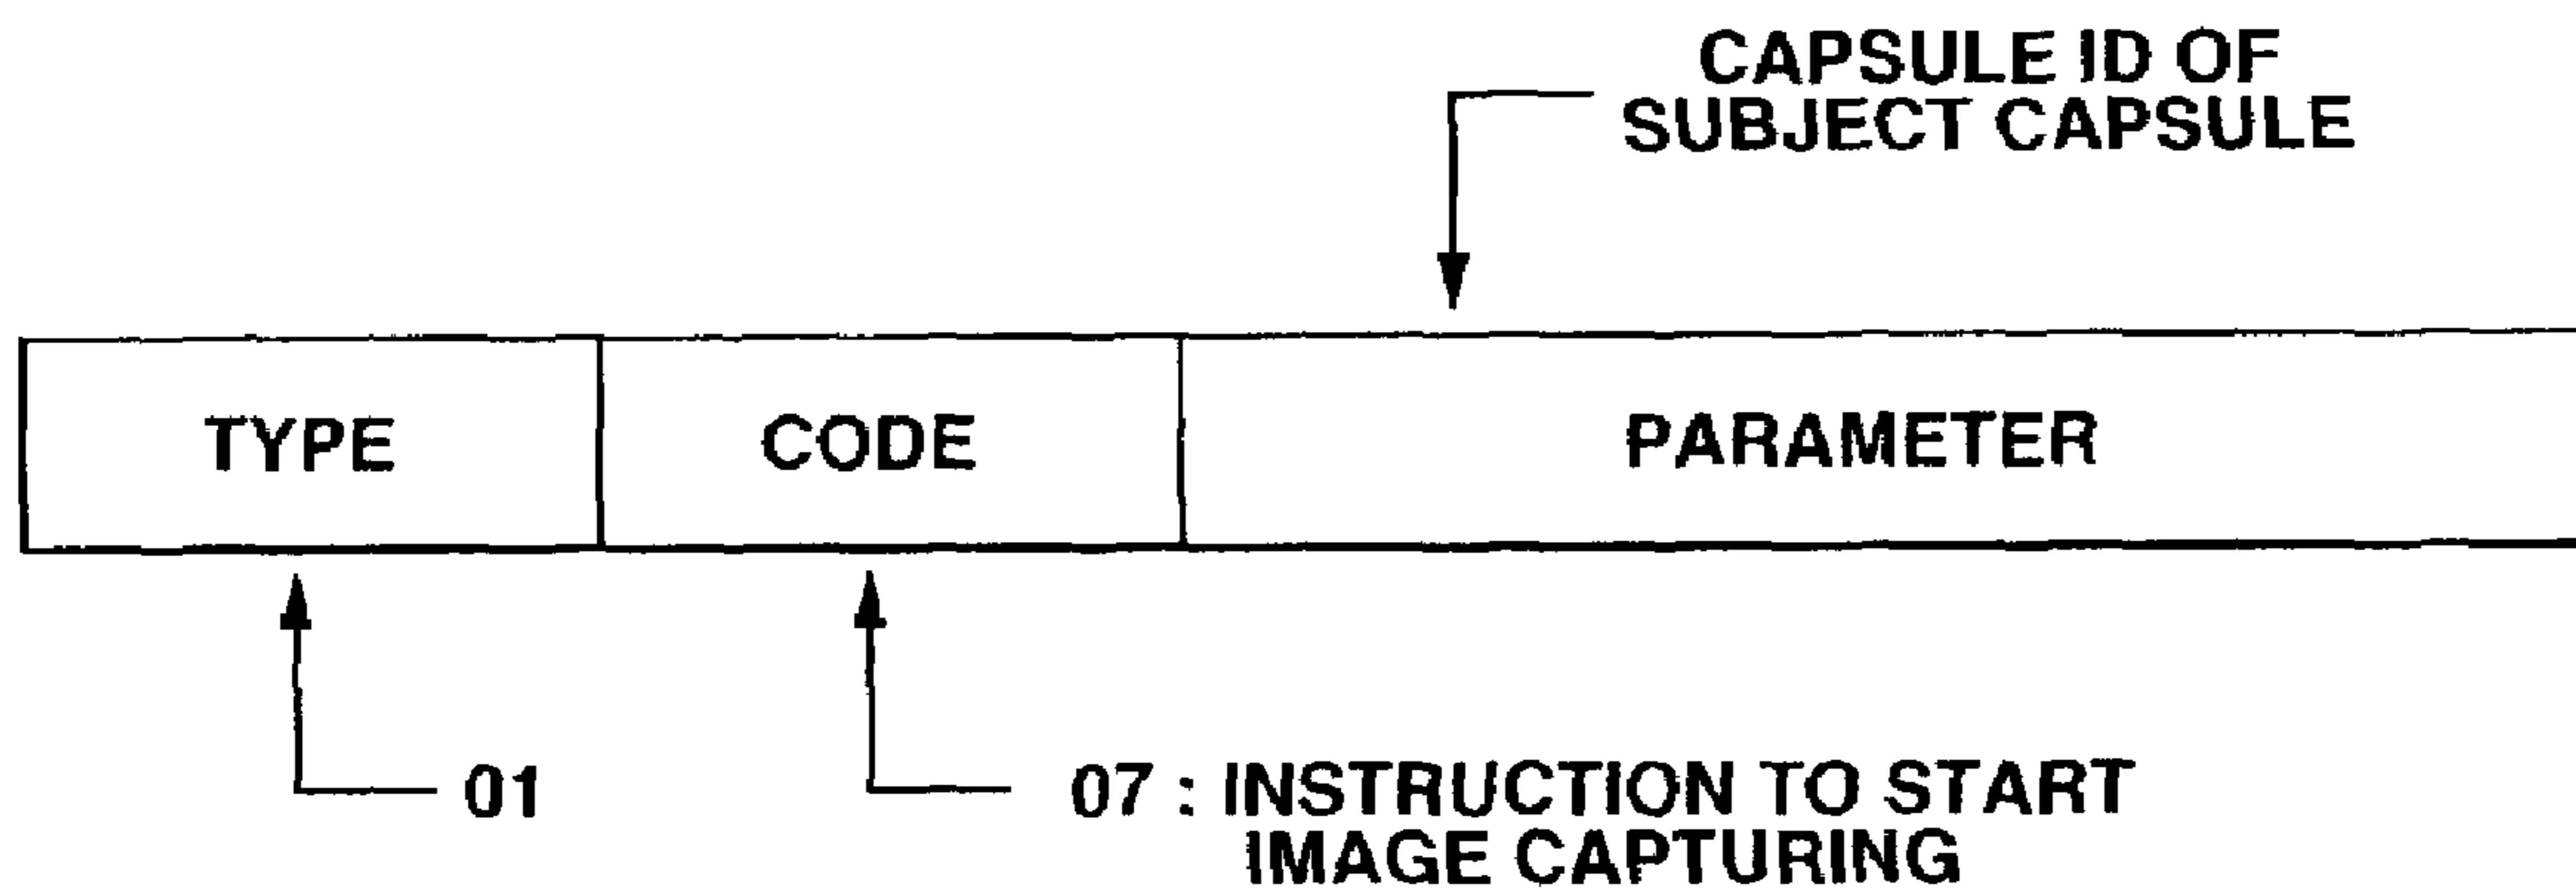 CAPSULE ID OF
SUBJECT CAPSULE
TYPE CODE PARAMETER
01 07 : INSTRUCTION TO START
IMAGE CAPTURING